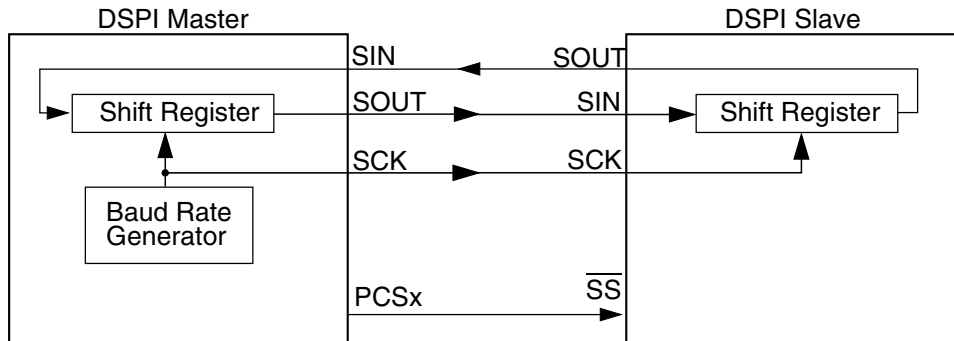 DSPI Master
DSPI Slave
SIN
SOUT
Shift Register
SOUT
SIN
Shift Register
SCK
SCK
Baud Rate
Generator
PCSx
SS